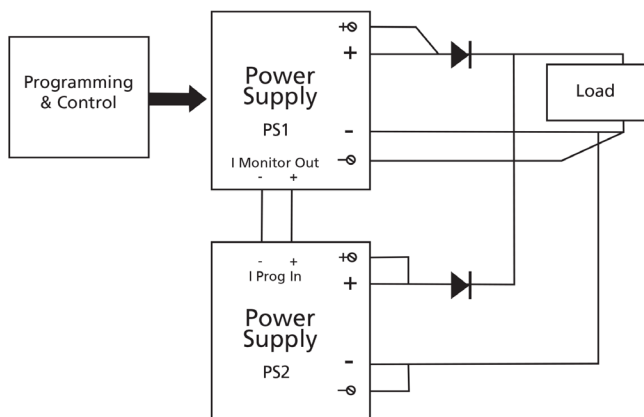 Programming
& Control
Power
Supply
PS1
I Monitor Out
- +
+
+
-
-
Load
- +
I Prog In
Power
Supply
PS2
+
+
-
-